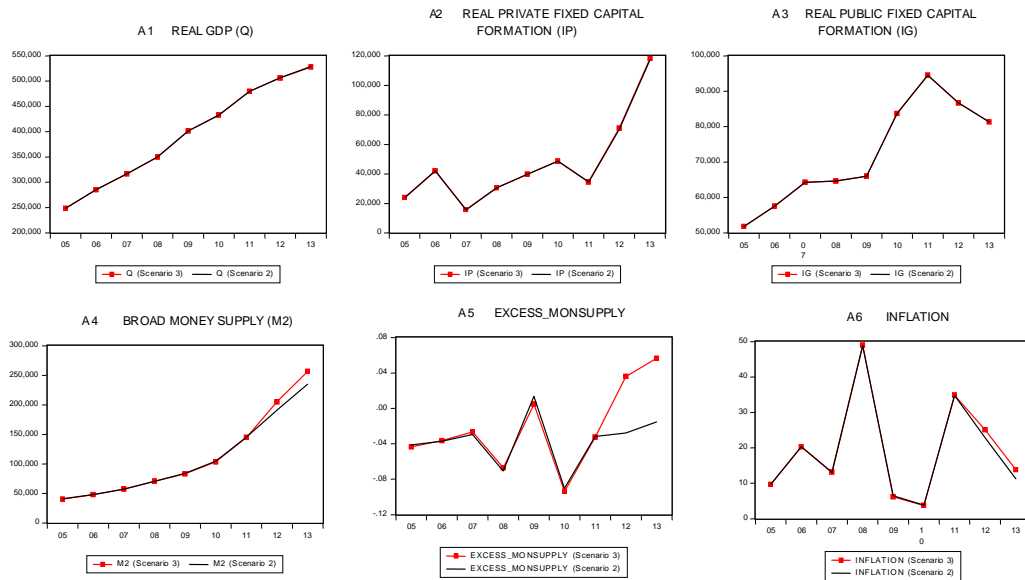 A1 REAL GDP (Q)
550,000
500,000
450,000
400,000
350,000
300,000
250,000
200,000
05 06 07 08 09 10 11 12 13
Q (Scenario 3) Q (Scenario 2)
A2 REAL PRIVATE FIXED CAPITAL
FORMATION (IP)
120,000
100,000
80,000
60,000
40,000
20,000
0
05 06 07 08 09 10 11 12 13
IP (Scenario 3) IP (Scenario 2)
A3 REAL PUBLIC FIXED CAPITAL
FORMATION (IG)
100,000
90,000
80,000
70,000
60,000
50,000
05 06 0 08 09 10 11 12 13
7
IG (Scenario 3) IG (Scenario 2)
A4 BROAD MONEY SUPPLY (M2)
300,000
250,000
200,000
150,000
100,000
50,000
0
05 06 07 08 09 10 11 12 13
M2 (Scenario 3) M2 (Scenario 2)
A5 EXCESS_MONSUPPLY
.08
.04
.00
-.04
-.08
-.12
05 06 07 08 09 10 11 12 13
EXCESS_MONSUPPLY (Scenario 3)
EXCESS_MONSUPPLY (Scenario 2)
A6 INFLATION
50
40
30
20
10
0
05 06 07 08 09 1 11 12 13
0
INFLATION (Scenario 3)
INFLATION (Scenario 2)